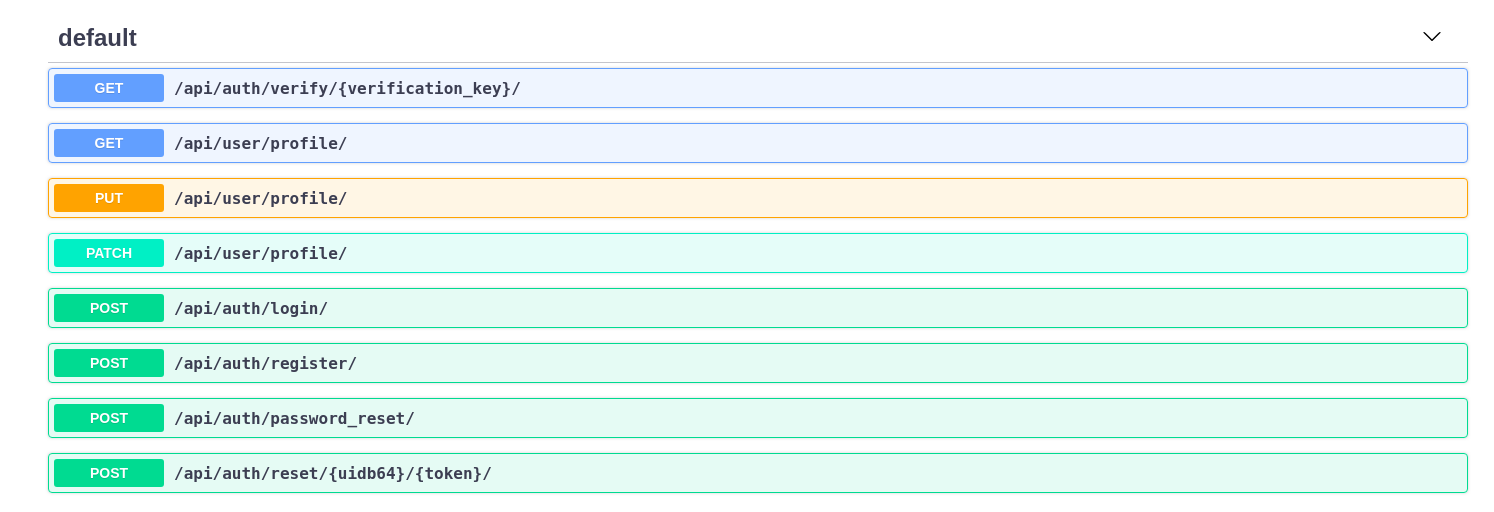 default
GET /api/auth/verify/{verification_key}/
GET /api/user/profile/
PUT /api/user/profile/
PATCH /api/user/profile/
POST /api/auth/login/
POST /api/auth/register/
POST /api/auth/password_reset/
POST /api/auth/reset/{uidb64}/{token}/